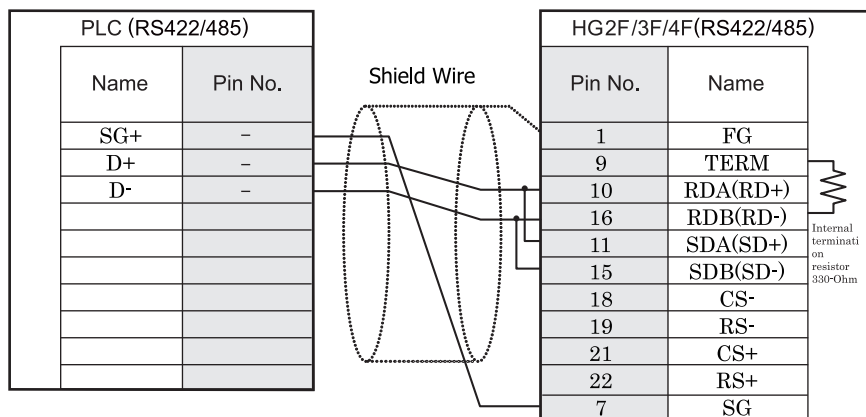 PLC (RS422/485)
Name Pin No.
SG+ –
D+ –
D- –
Shield Wire
HG2F/3F/4F(RS422/485)
Pin No. Name
1 FG
9 TERM
10 RDA(RD+)
16 RDB(RD-)
11 SDA(SD+)
15 SDB(SD-)
18 CS-
19 RS-
21 CS+
22 RS+
7 SG
Internal
terminati
on
resistor
330-Ohm